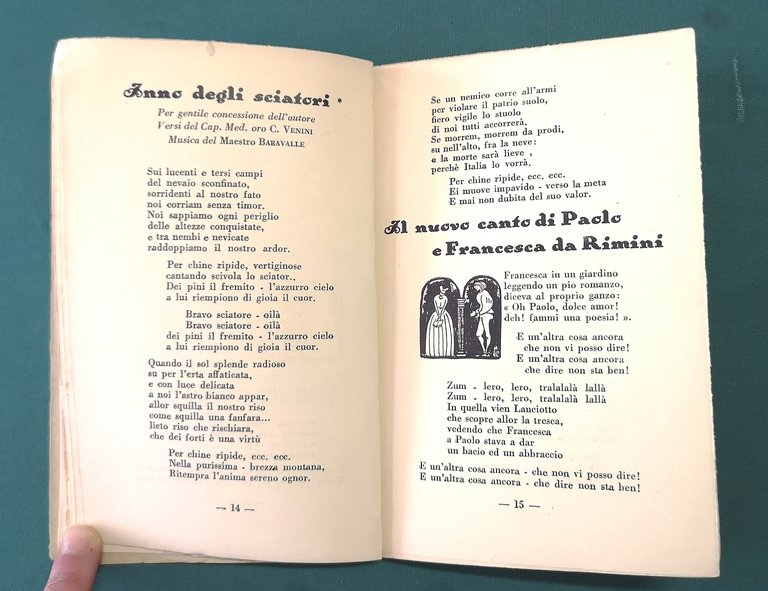 Inno degli sciatori *
Per gentile concessione dell'autore
Versi del Cap. Med. oro C. VENINI
Musica del Maestro BARAVALLE
Sui lucenti e tersi campi
del nevaio sconfinato,
sorridenti al nostro fato
noi corriam senza timor.
Noi sappiamo ogni periglio
delle altezze conquistate,
e tra nembi e nevicate
raddoppiamo il nostro ardor.
Per chine ripide, vertiginose
cantando scivola lo sciator..
Dei pini il fremito - l'azzurro cielo
a lui riempiono di gioia il cuor.
Bravo sciatore - oilà
Bravo sciatore - oilà
dei pini il fremito - l'azzurro cielo
a lui riempiono di gioia il cuor.
Quando il sol splende radioso
su per l'erta affaticata,
e con luce delicata
a noi l'astro bianco appar,
allor squilla il nostro riso
come squilla una fanfara...
lieto riso che rischiara,
che dei forti è una virtù
Per chine ripide, ecc. ecc.
Nella purissima - brezza montana,
Ritempra l'anima sereno ognor.
— 14 —
Se un nemico corre all'armi
per violare il patrio suolo,
fiero vigile lo stuolo
di noi tutti accorrerà.
Se morrem, morrem da prodi,
su nell'alto, fra la neve:
e la morte sarà lieve ,
perchè Italia lo vorrà.
Per chine ripide, ecc. ecc.
Ei muove impavido - verso la meta
E mai non dubita del suo valor.
Il nuovo canto di Paolo
e Francesca da Rimini
Francesca in un giardino
leggendo un pio romanzo,
diceva al proprio ganzo:
« Oh Paolo, dolce amor!
deh! fammi una poesia! ».
E un'altra cosa ancora
che non vi posso dire!
E un'altra cosa ancora
che dire non sta ben!
Zum - lero, lero, tralalalà lallà
Zum - lero, lero, tralalalà lallà
In quella vien Lanciotto
che scopre allor la tresca,
vedendo che Francesca
a Paolo stava a dar
un bacio ed un abbraccio
E un'altra cosa ancora - che non vi posso dire!
E un'altra cosa ancora - che dire non sta ben!
— 15 —